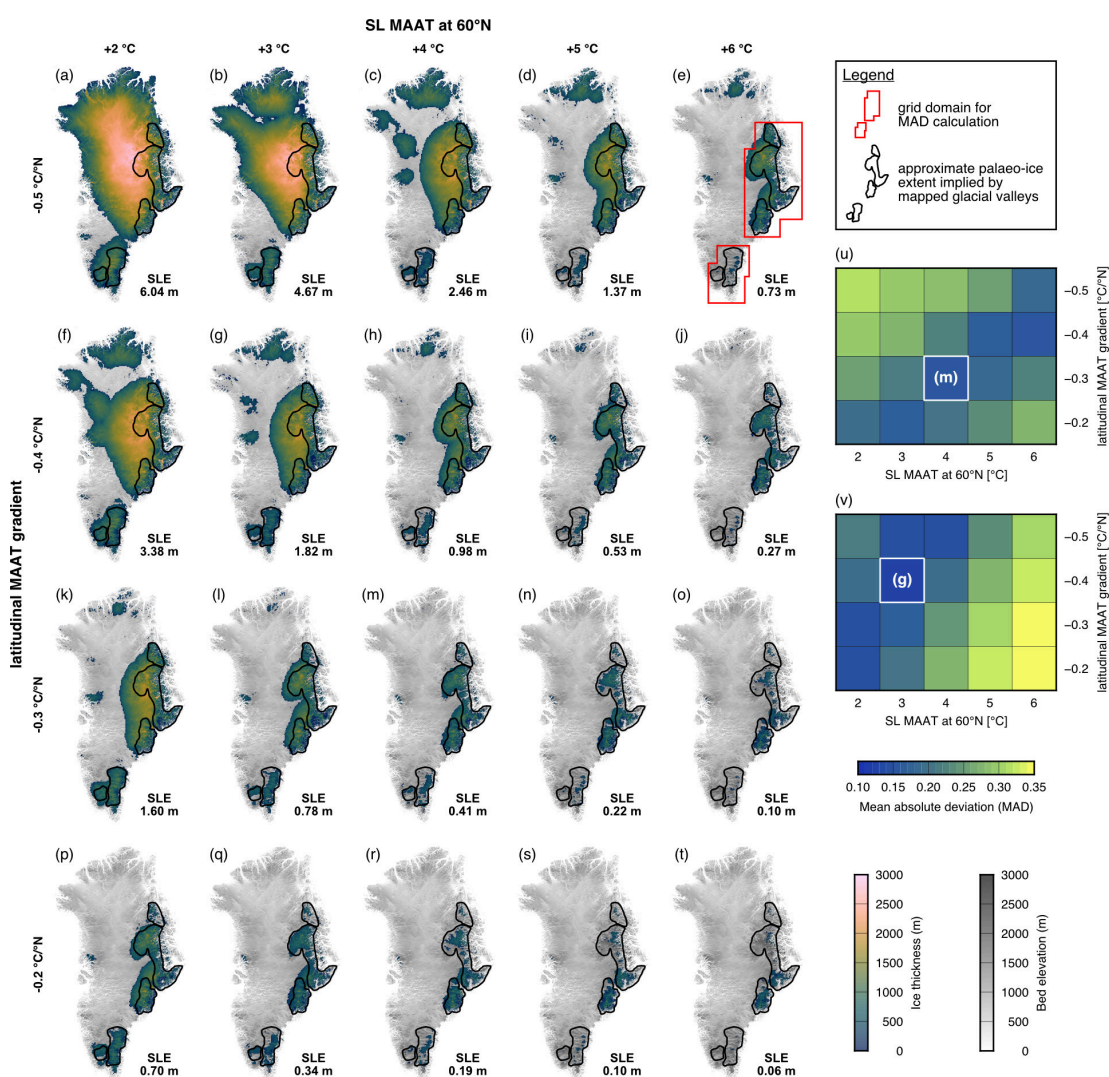 SL MAAT at 60°N
+2 °C
+3 °C
+4 °C
+5 °C
+6 °C
latitudinal MAAT gradient
-0.5 °C/°N
(a)
SLE
6.04 m
(b)
SLE
4.67 m
(c)
SLE
2.46 m
(d)
SLE
1.37 m
(e)
SLE
0.73 m
-0.4 °C/°N
(f)
SLE
3.38 m
(g)
SLE
1.82 m
(h)
SLE
0.98 m
(i)
SLE
0.53 m
(j)
SLE
0.27 m
-0.3 °C/°N
(k)
SLE
1.60 m
(l)
SLE
0.78 m
(m)
SLE
0.41 m
(n)
SLE
0.22 m
(o)
SLE
0.10 m
-0.2 °C/°N
(p)
SLE
0.70 m
(q)
SLE
0.34 m
(r)
SLE
0.19 m
(s)
SLE
0.10 m
(t)
SLE
0.06 m
Legend
grid domain for
MAD calculation
approximate palaeo-ice
extent implied by
mapped glacial valleys
(u)
(m)
−0.5
−0.4
−0.3
−0.2
latitudinal MAAT gradient [°C/°N]
2 3 4 5 6
SL MAAT at 60°N [°C]
(v)
(g)
−0.5
−0.4
−0.3
−0.2
latitudinal MAAT gradient [°C/°N]
2 3 4 5 6
SL MAAT at 60°N [°C]
0.10 0.15 0.20 0.25 0.30 0.35
Mean absolute deviation (MAD)
3000
2500
2000
1500
1000
500
0
Ice thickness (m)
3000
2500
2000
1500
1000
500
0
Bed elevation (m)